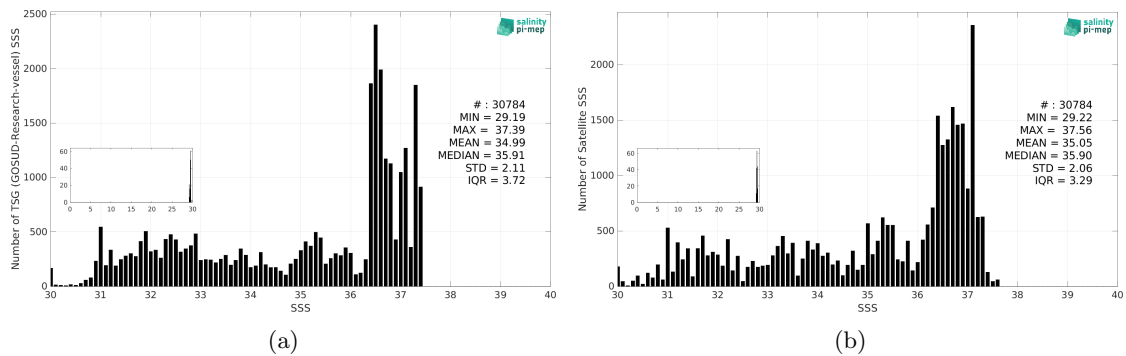 2500
2000
1500
1000
500
0
Number of TSG (GOSUD-Research-vessel) SSS
salinity
pi-mep
# : 30784
MIN = 29.19
MAX = 37.39
MEAN = 34.99
MEDIAN = 35.91
STD = 2.11
IQR = 3.72
60
40
20
0
0 5 10 15 20 25 30
30 31 32 33 34 35 36 37 38 39 40
SSS
(a)
2000
1500
1000
500
0
Number of Satellite SSS
salinity
pi-mep
# : 30784
MIN = 29.22
MAX = 37.56
MEAN = 35.05
MEDIAN = 35.90
STD = 2.06
IQR = 3.29
60
40
20
0
0 5 10 15 20 25 30
30 31 32 33 34 35 36 37 38 39 40
SSS
(b)